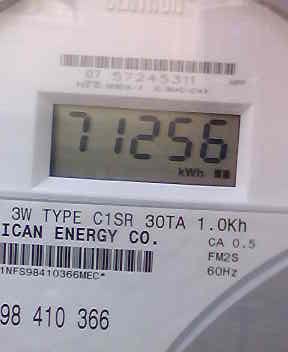 CENTRON
07 57245311
71256
kWh
3W TYPE C1SR 30TA 1.0Kh
ICAN ENERGY CO.
CA 0.5
FM2S
60Hz
1NFS98410366MEC*
98 410 366